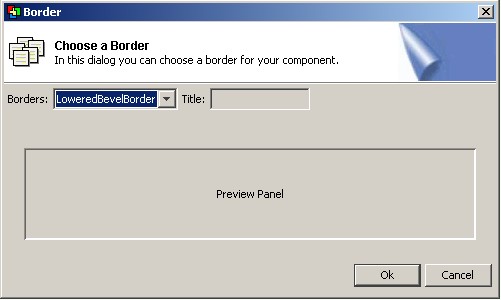 Border
Choose a Border
In this dialog you can choose a border for your component.
Borders: LoweredBevelBorder Title:
Preview Panel
Ok Cancel